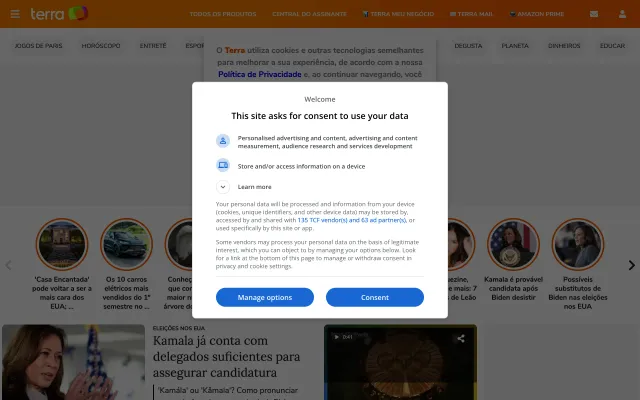 terra
TODOS OS PRODUTOS
CENTRAL DO ASSINANTE
TERRA MEU NEGÓCIO
TERRA MAIL
AMAZON PRIME
JOGOS DE PARIS
HORÓSCOPO
ENTRETÊ
ESPOR
DEGUSTA
PLANETA
DINHEIROS
EDUCAR
O Terra utiliza cookies e outras tecnologias semelhantes
para melhorar a sua experiência, de acordo com a nossa
Política de Privacidade e, ao continuar navegando, você
Welcome
This site asks for consent to use your data
Personalised advertising and content, advertising and content
measurement, audience research and services development
Store and/or access information on a device
Learn more
Your personal data will be processed and information from your device
(cookies, unique identifiers, and other device data) may be stored by,
accessed by and shared with 135 TCF vendor(s) and 63 ad partner(s), or
used specifically by this site or app.
Some vendors may process your personal data on the basis of legitimate
interest, which you can object to by managing your options below. Look
for a link at the bottom of this page to manage or withdraw consent in
privacy and cookie settings.
Manage options
Consent
'Casa Encantada'
pode voltar a ser a
mais cara dos
EUA; ...
Os 10 carros
elétricos mais
vendidos do 1º
semestre no ...
Conheç
que co
maior n
árvore d
uezine,
e mais: 7
de Leão
Kamala é provável
candidata após
Biden desistir
Possíveis
substitutos de
Biden nas eleições
nos EUA
ELEIÇÕES NOS EUA
Kamala já conta com
delegados suficientes para
assegurar candidatura
'Kamála' ou 'Kâmala'? Como pronunciar
0:41